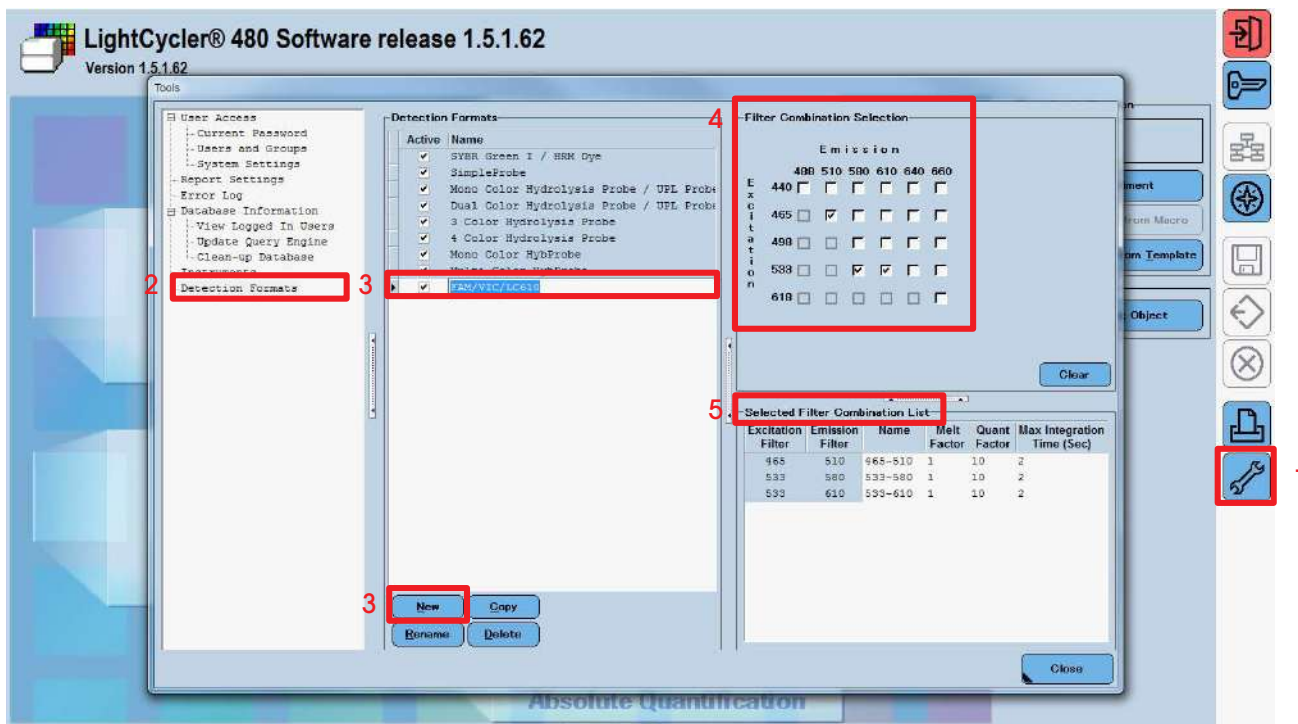 LightCycler® 480 Software release 1.5.1.62
Version 1.5.1.62
Tools
User Access
Current Password
Users and Groups
System Settings
Report Settings
Error Log
Database Information
View Logged In Users
Update Query Engine
Clean-up Database
Instruments
2 Detection Formats
Detection Formats
Active Name
SYBR Green I / HRM Dye
SimpleProbe
Mono Color Hydrolysis Probe / UPL Probe
Dual Color Hydrolysis Probe / UPL Probe
3 Color Hydrolysis Probe
4 Color Hydrolysis Probe
Mono Color HybProbe
Multi Color HybProbe
3 FAM/VIC/LC610
3 New Copy
Rename Delete
4 Filter Combination Selection
Emission
488 510 580 610 640 660
Excitation
440
465
498
533
618
Clear
5 Selected Filter Combination List
Excitation Filter Emission Filter Name Melt Factor Quant Factor Max Integration Time (Sec)
465 510 465-510 1 10 2
533 580 533-580 1 10 2
533 610 533-610 1 10 2
Close
from Macro
Template
Object
Absolute Quantification